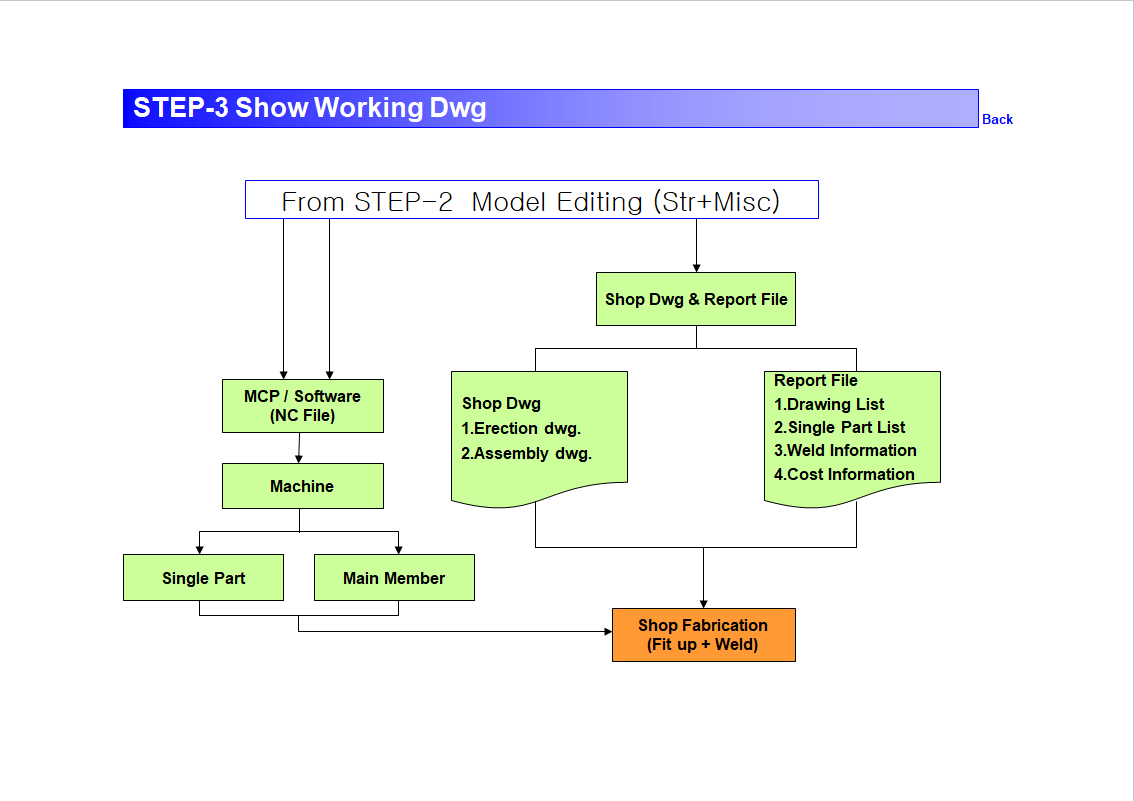 STEP-3 Show Working Dwg
Back
From STEP-2  Model Editing (Str+Misc)
Shop Dwg & Report File
MCP / Software
(NC File)
Machine
Single Part
Main Member
Shop Dwg
1.Erection dwg.
2.Assembly dwg.
Report File
1.Drawing List
2.Single Part List
3.Weld Information
4.Cost Information
Shop Fabrication
(Fit up + Weld)